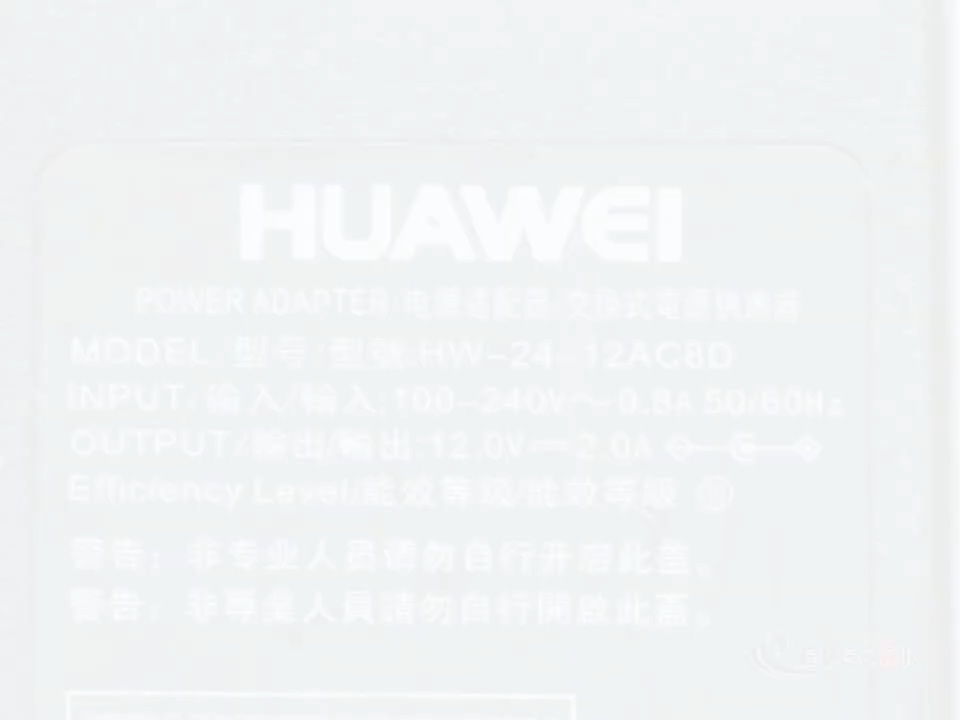 HUAWEI
POWER ADAPTER 电源适配器 交换式電源供應器
MODEL/型号/型號:HW-24-12AC8D
INPUT/输入/輸入:100-240V～0.8A 50/60Hz
OUTPUT/输出/輸出:12.0V⎓2.0A
Efficiency Level/能效等级/能效等級
警告：非专业人员请勿自行开启此盖。
警告：非專業人員請勿自行開啟此蓋。